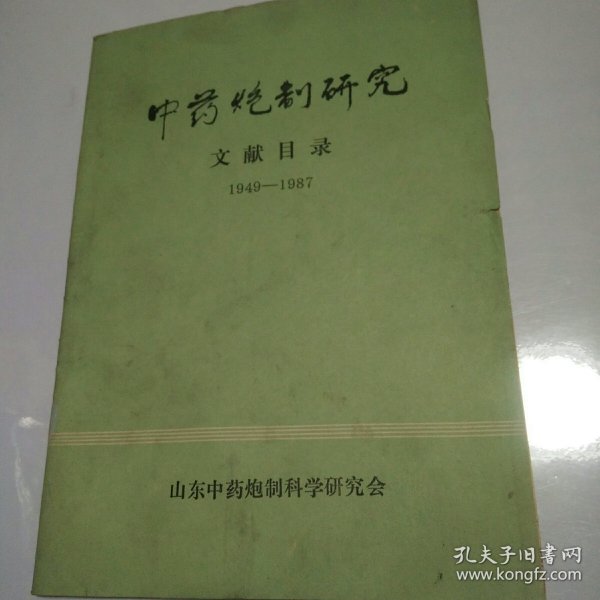 中药炮制研究
文献目录
1949—1987
山东中药炮制科学研究会
孔夫子旧书网
www.kongfz.com